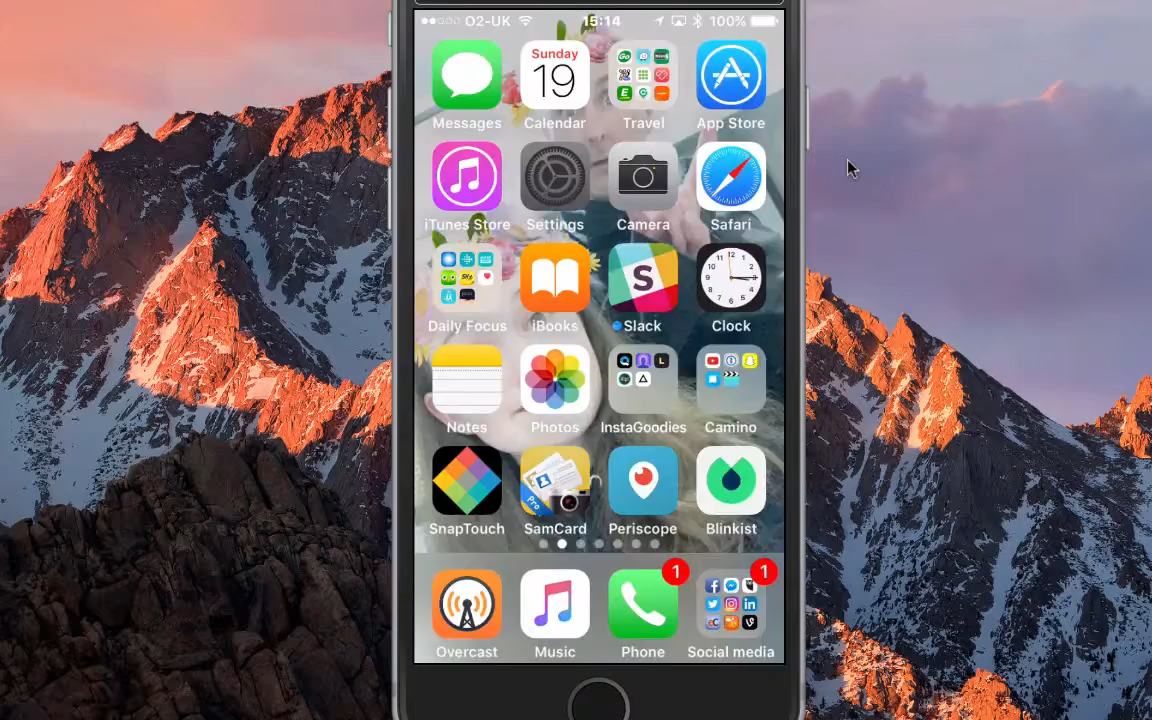 O2-UK 15:14 100%
Sunday
19
Messages Calendar Travel App Store
iTunes Store Settings Camera Safari
Daily Focus iBooks Slack Clock
Notes Photos InstaGoodies Camino
Pro
SnapTouch SamCard Periscope Blinkist
1 1
Overcast Music Phone Social media